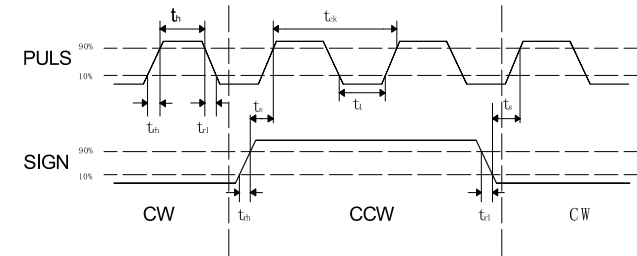 th tck
90%
PULS
10%
ts tl ts
trh trl
90%
SIGN
10%
trh trl
CW CCW CW